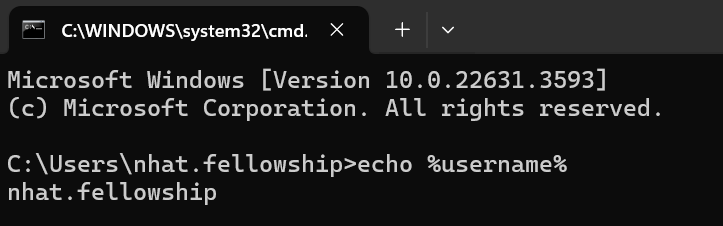 C:\WINDOWS\system32\cmd.
Microsoft Windows [Version 10.0.22631.3593]
(c) Microsoft Corporation. All rights reserved.
C:\Users\nhat.fellowship>echo %username%
nhat.fellowship